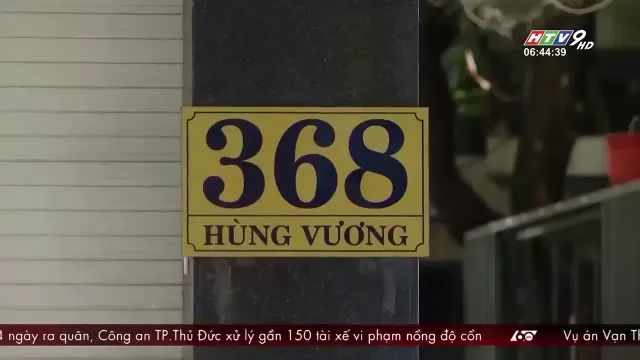 HTV9 HD
06:44:39
368
HÙNG VƯƠNG
4 ngày ra quân, Công an TP.Thủ Đức xử lý gần 150 tài xế vi phạm nồng độ cồn 60 Vụ án Vạn